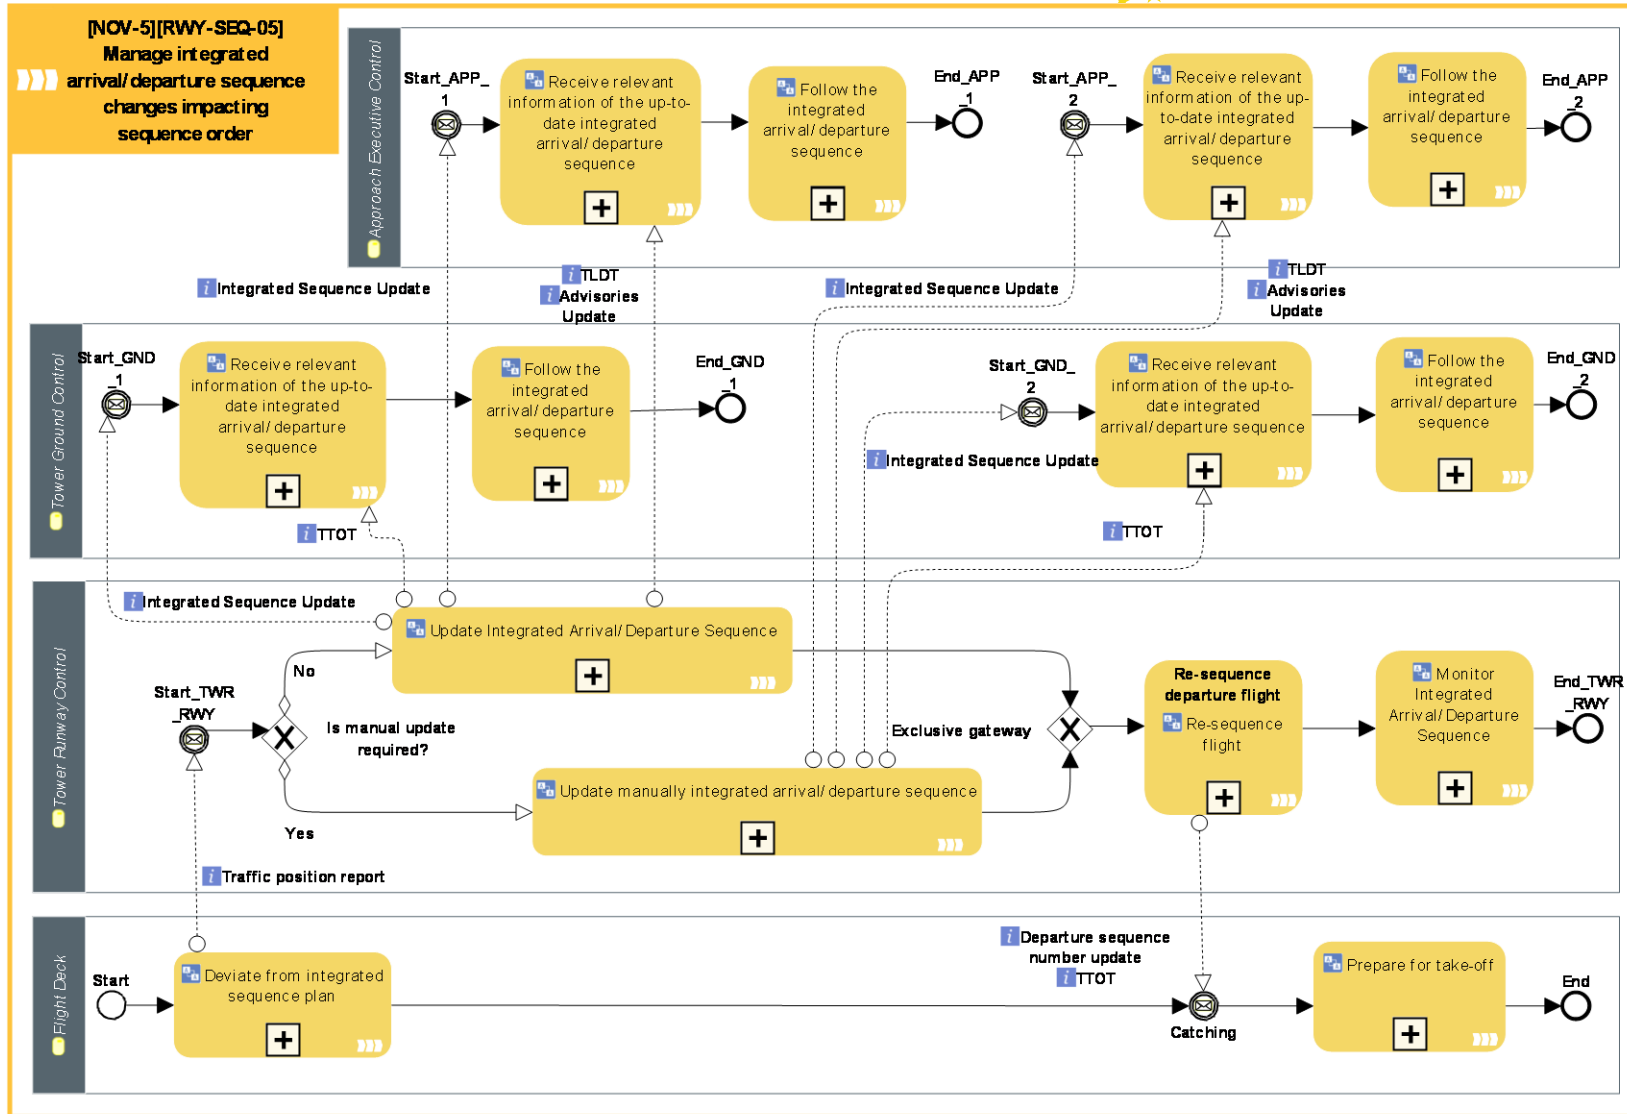 [NOV-5][RWY-SEQ-05]
Manage integrated
arrival/departure sequence
changes impacting
sequence order
Approach Executive Control
Start_APP_
1
Receive relevant
information of the up-to-
date integrated
arrival/departure
sequence
Follow the
integrated
arrival/departure
sequence
End_APP
_1
Start_APP_
2
Receive relevant
information of the up-
to-date integrated
arrival/departure
sequence
Follow the
integrated
arrival/departure
sequence
End_APP
_2
Integrated Sequence Update
TLDT
Advisories
Update
Integrated Sequence Update
TLDT
Advisories
Update
Tower Ground Control
Start_GND
_1
Receive relevant
information of the up-to-
date integrated
arrival/departure
sequence
Follow the
integrated
arrival/departure
sequence
End_GND
_1
Start_GND_
2
Receive relevant
information of the up-to-
date integrated
arrival/departure sequence
Follow the
integrated
arrival/departure
sequence
End_GND
_2
Integrated Sequence Update
TTOT
TTOT
Tower Runway Control
Integrated Sequence Update
Update Integrated Arrival/Departure Sequence
No
Start_TWR
_RWY
Is manual update
required?
Yes
Exclusive gateway
Update manually integrated arrival/departure sequence
Re-sequence
departure flight
Re-sequence
flight
Monitor
Integrated
Arrival/Departure
Sequence
End_TWR
_RWY
Traffic position report
Flight Deck
Start
Deviate from integrated
sequence plan
Departure sequence
number update
TTOT
Catching
Prepare for take-off
End